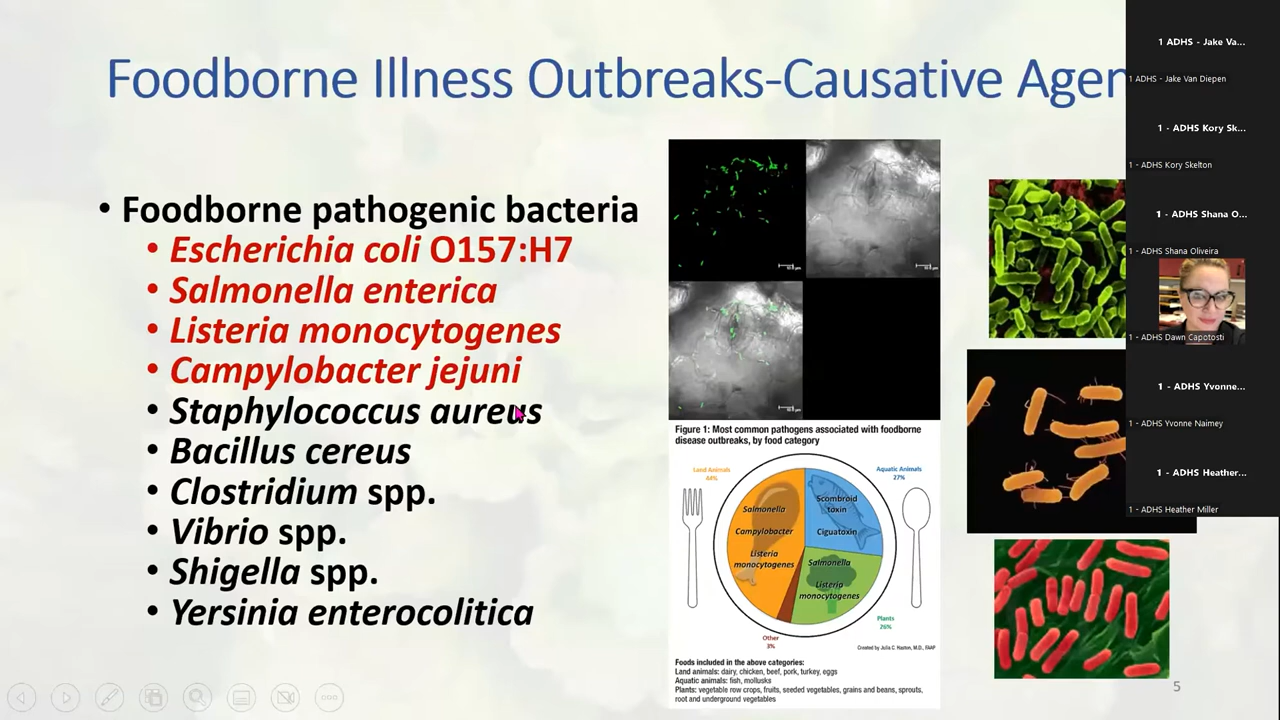 Foodborne Illness Outbreaks-Causative Agen
• Foodborne pathogenic bacteria
• Escherichia coli O157:H7
• Salmonella enterica
• Listeria monocytogenes
• Campylobacter jejuni
• Staphylococcus aureus
• Bacillus cereus
• Clostridium spp.
• Vibrio spp.
• Shigella spp.
• Yersinia enterocolitica
Figure 1: Most common pathogens associated with foodborne
disease outbreaks, by food category
Land Animals
44%
Aquatic Animals
27%
Salmonella
Campylobacter
Listeria
monocytogenes
Scombroid
toxin
Ciguatoxin
Salmonella
Listeria
monocytogenes
Plants
26%
Other
3%
Created by Julia C. Haston, M.D., FAAP
Foods included in the above categories:
Land animals: dairy, chicken, beef, pork, turkey, eggs
Aquatic animals: fish, mollusks
Plants: vegetable row crops, fruits, seeded vegetables, grains and beans, sprouts,
root and underground vegetables
5
1 ADHS - Jake Va...
1 ADHS - Jake Van Diepen
1 - ADHS Kory Sk...
1 - ADHS Kory Skelton
1 - ADHS Shana O...
1 - ADHS Shana Oliveira
1 - ADHS Dawn Capotosti
1 - ADHS Yvonne...
1 - ADHS Yvonne Naimey
1 - ADHS Heather...
1 - ADHS Heather Miller